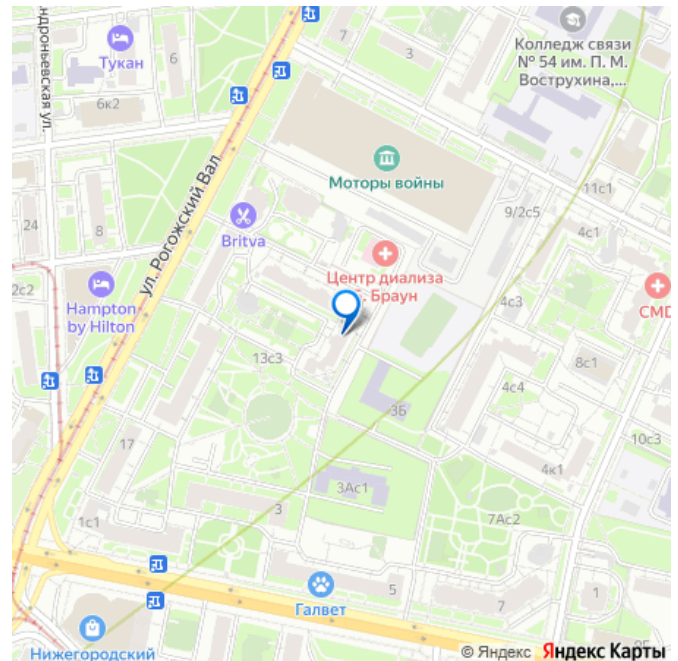 ндроньевская ул.
Тукан
6
6к2
7
3
Колледж связи
№ 54 им. П. М.
Вострухина,...
Моторы войны
ул. Рогожский Вал
24
8
Britva
9/2с5
11с1
4с1
Центр диализа
Браун
2с2
Hampton
by Hilton
4с3
CMD
13с3
8с1
4с4
3Б
17
10с3
3Ас1
4к1
3
7Ас2
1с1
5
Галвет
7
1
Нижегородский
© Яндекс Яндекс Карты